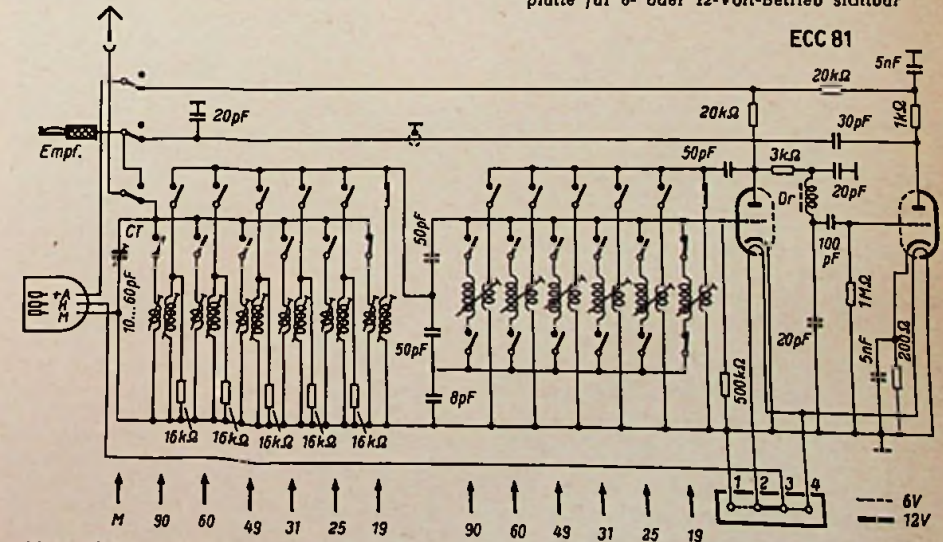 platte für 6- oder 12-Volt-Betrieb
ECC 81
5nF
20kΩ
20pF
20kΩ
30pF
1kΩ
Empf.
50pF
3kΩ
20pF
Dr
CT
50pF
100
pF
+A
H
M
10...60pF
1MΩ
50pF
20pF
5nF
200Ω
500kΩ
8pF
16kΩ
16kΩ
16kΩ
16kΩ
16kΩ
1 2 3 4
6V
12V
M 90 60 49 31 25 19 90 60 49 31 25 19